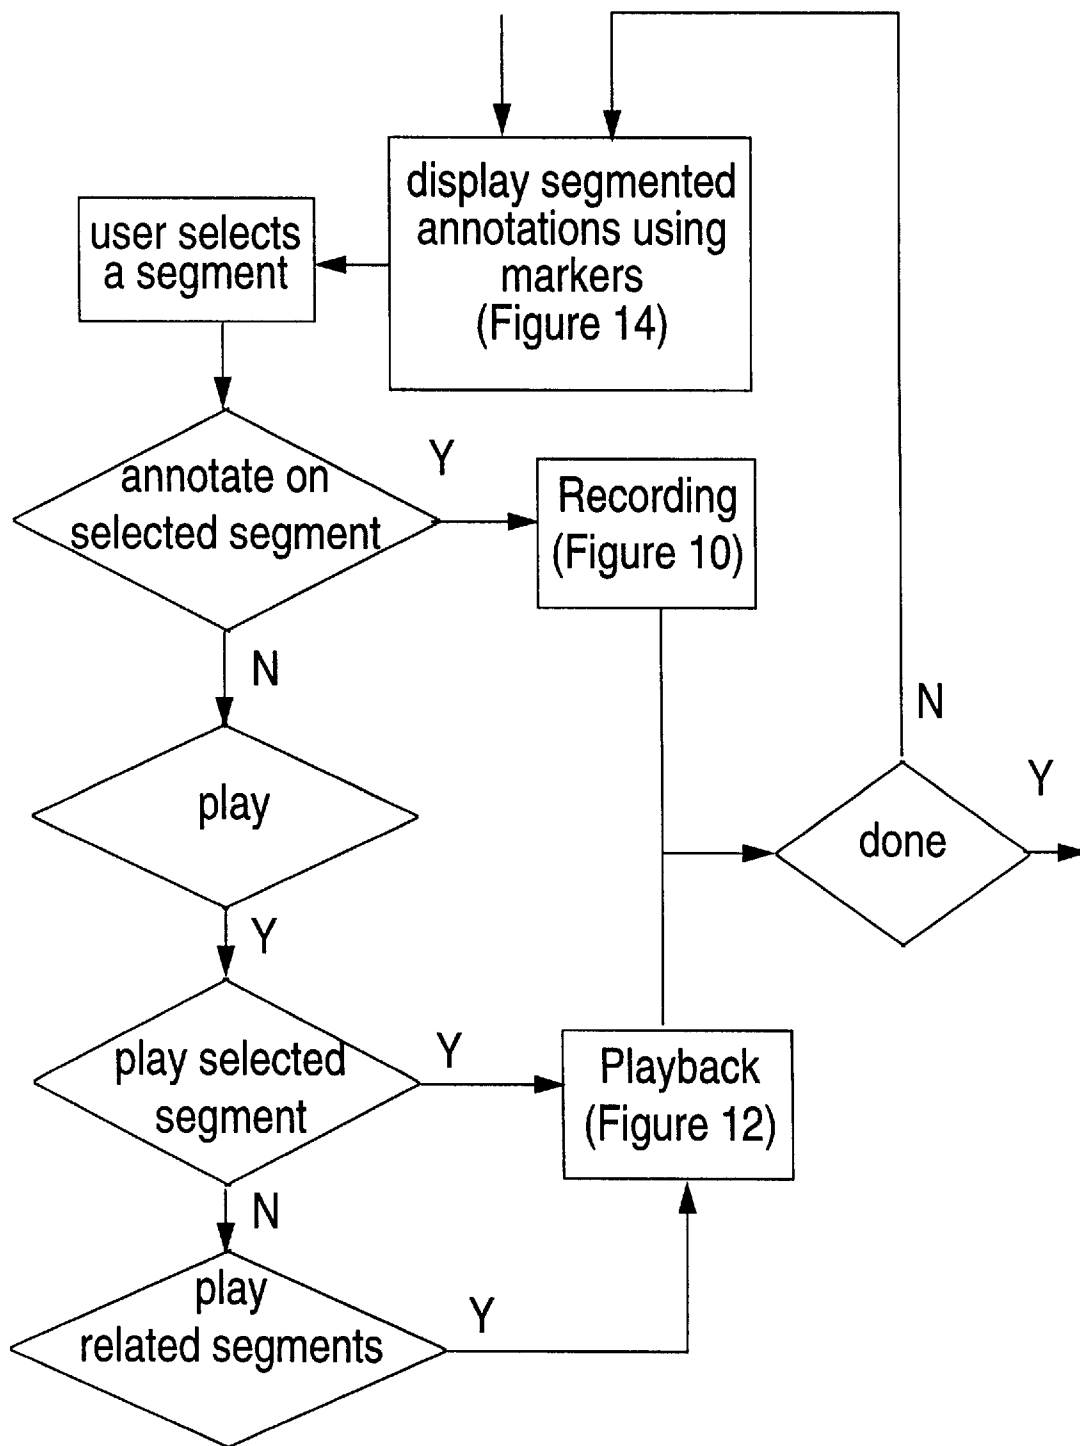 display segmented
annotations using
markers
(Figure 14)
user selects
a segment
annotate on
selected segment
Y
Recording
(Figure 10)
N
play
N
Y
done
Y
play selected
segment
Y
Playback
(Figure 12)
N
play
related segments
Y